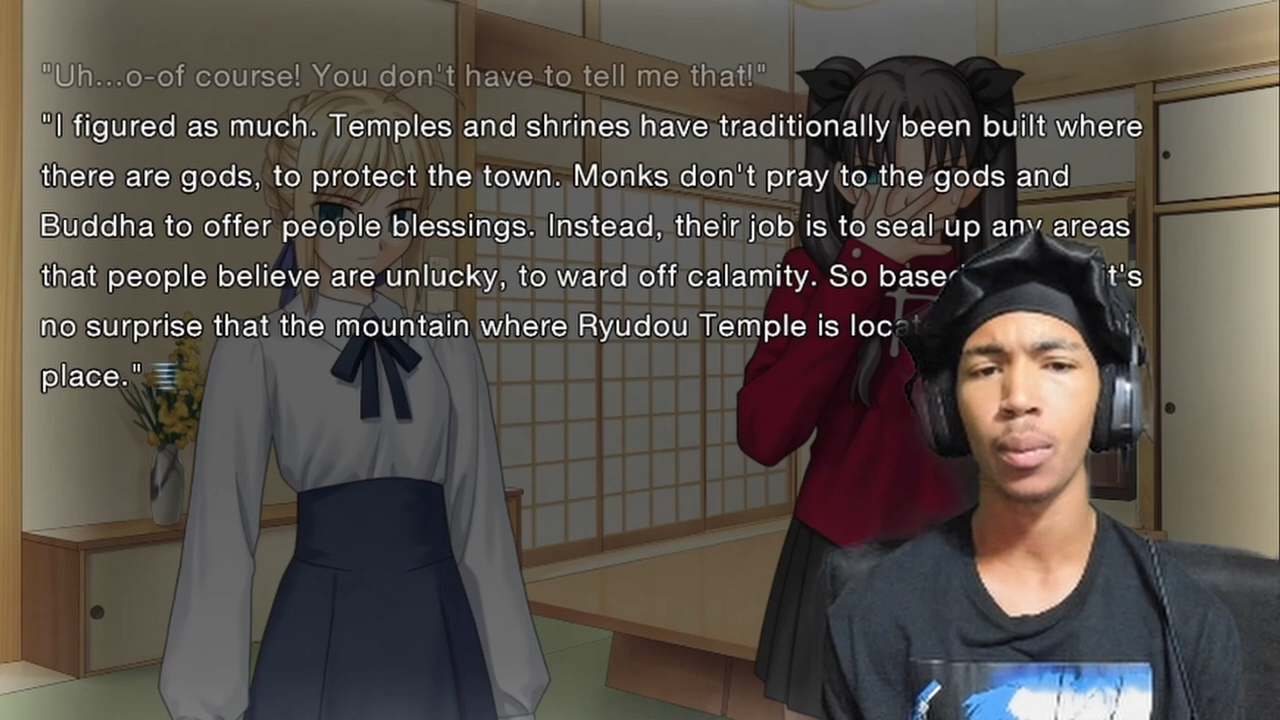 "Uh...o-of course! You don't have to tell me that!"
"I figured as much. Temples and shrines have traditionally been built where
there are gods, to protect the town. Monks don't pray to the gods and
Buddha to offer people blessings. Instead, their job is to seal up any areas
that people believe are unlucky, to ward off calamity. So based it's
no surprise that the mountain where Ryudou Temple is located
place."